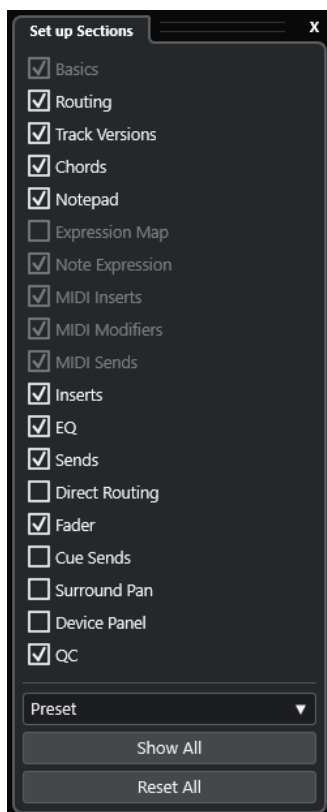 Set up Sections X
Basics
Routing
Track Versions
Chords
Notepad
Expression Map
Note Expression
MIDI Inserts
MIDI Modifiers
MIDI Sends
Inserts
EQ
Sends
Direct Routing
Fader
Cue Sends
Surround Pan
Device Panel
QC
Preset
Show All
Reset All